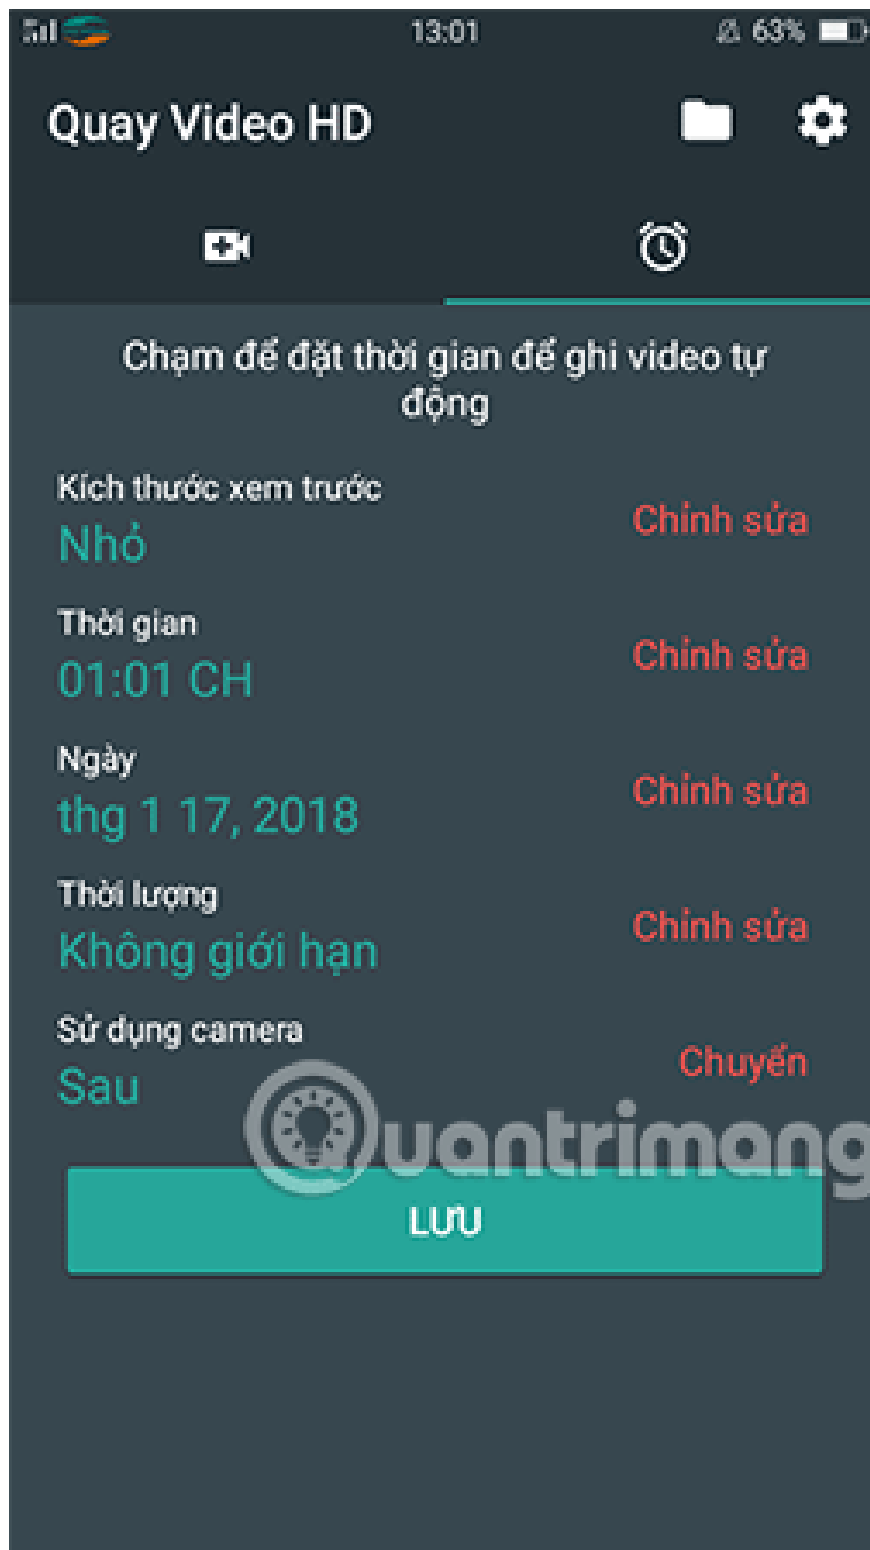 13:01 63%
Quay Video HD
Chạm để đặt thời gian để ghi video tự
động
Kích thước xem trước
Nhỏ
Chỉnh sửa
Thời gian
01:01 CH
Chỉnh sửa
Ngày
thg 1 17, 2018
Chỉnh sửa
Thời lượng
Không giới hạn
Chỉnh sửa
Sử dụng camera
Sau
Chuyển
Quantrimang
LƯU